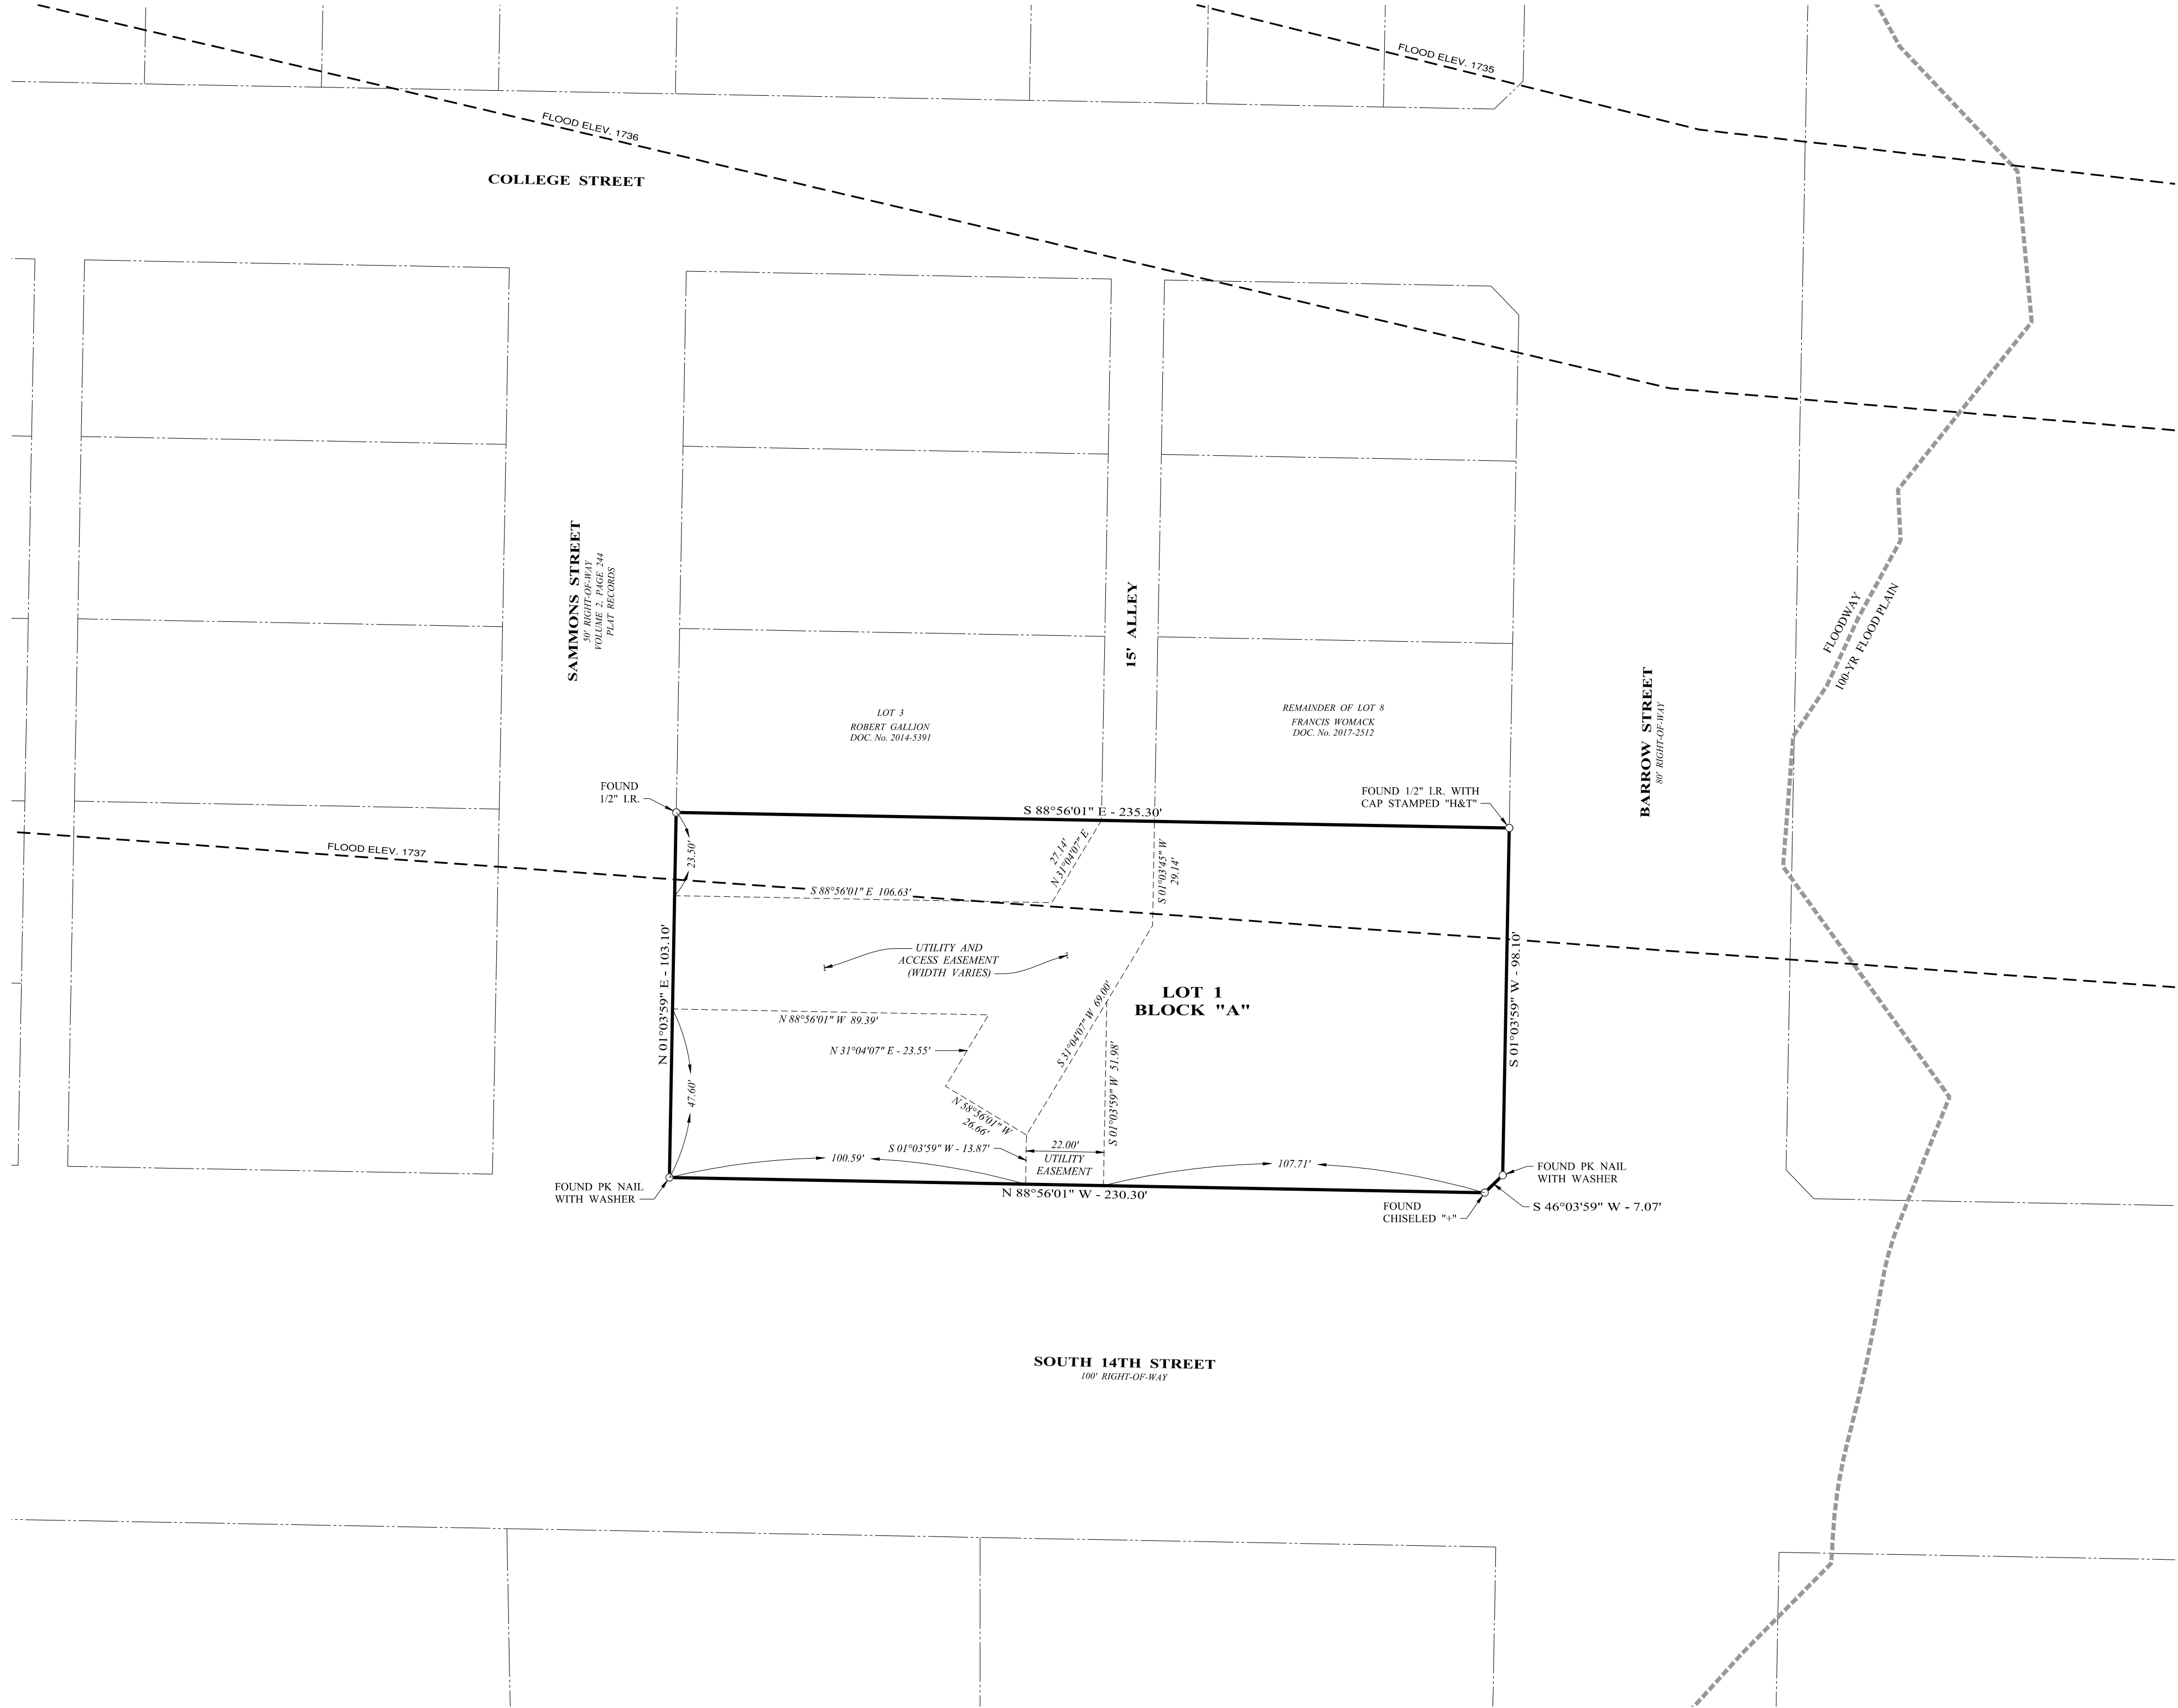 FLOOD ELEV. 1735
FLOOD ELEV. 1736
COLLEGE STREET
SAMMONS STREET
50' RIGHT-OF-WAY
VOLUME 2, PAGE 244
PLAT RECORDS
15' ALLEY
FLOODWAY
100-YR FLOOD PLAIN
BARROW STREET
80' RIGHT-OF-WAY
LOT 3
ROBERT GALLION
DOC. No. 2014-5391
REMAINDER OF LOT 8
FRANCIS WOMACK
DOC. No. 2017-2512
FOUND
1/2" I.R.
FOUND 1/2" I.R. WITH
CAP STAMPED "H&T"
S 88°56'01" E - 235.30'
FLOOD ELEV. 1737
23.50'
27.14'
N 31°04'07" E
S 01°03'45" W
29.14'
S 88°56'01" E 106.63'
N 01°03'59" E - 103.10'
UTILITY AND
ACCESS EASEMENT
(WIDTH VARIES)
LOT 1
BLOCK "A"
S 01°03'59" W - 98.10'
N 88°56'01" W 89.39'
N 31°04'07" E - 23.55'
S 31°04'07" W 69.00'
S 01°03'59" W 51.98'
47.60'
N 58°56'01" W
26.66'
S 01°03'59" W - 13.87'
22.00'
UTILITY
EASEMENT
100.59'
107.71'
FOUND PK NAIL
WITH WASHER
FOUND PK NAIL
WITH WASHER
N 88°56'01" W - 230.30'
FOUND
CHISELED "+"
S 46°03'59" W - 7.07'
SOUTH 14TH STREET
100' RIGHT-OF-WAY